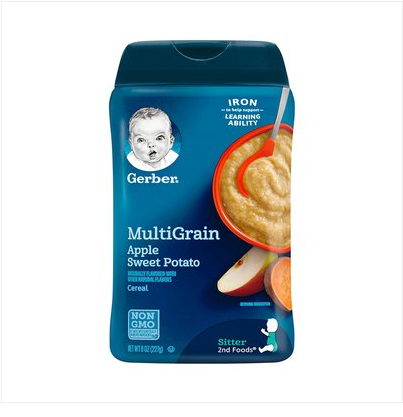 IRON
— to help support —
LEARNING
ABILITY
Gerber®
MultiGrain
Apple
Sweet Potato
NATURALLY FLAVORED WITH
OTHER NATURAL FLAVORS
Cereal
NON
GMO
NET WT 8 OZ (227g)
Sitter
2nd Foods®